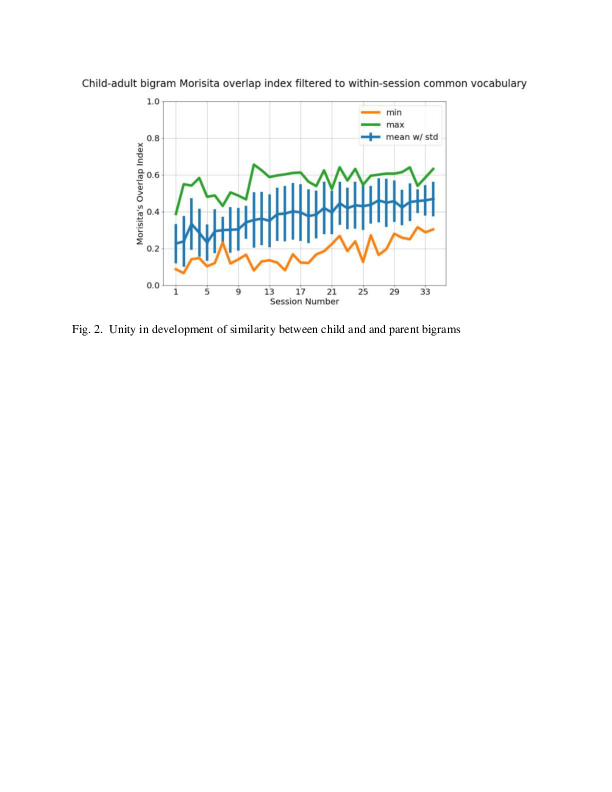 Child-adult bigram Morisita overlap index filtered to within-session common vocabulary
min
max
mean w/ std
Morisita's Overlap Index
1.0
0.8
0.6
0.4
0.2
0.0
1 5 9 13 17 21 25 29 33
Session Number
Fig. 2. Unity in development of similarity between child and and parent bigrams